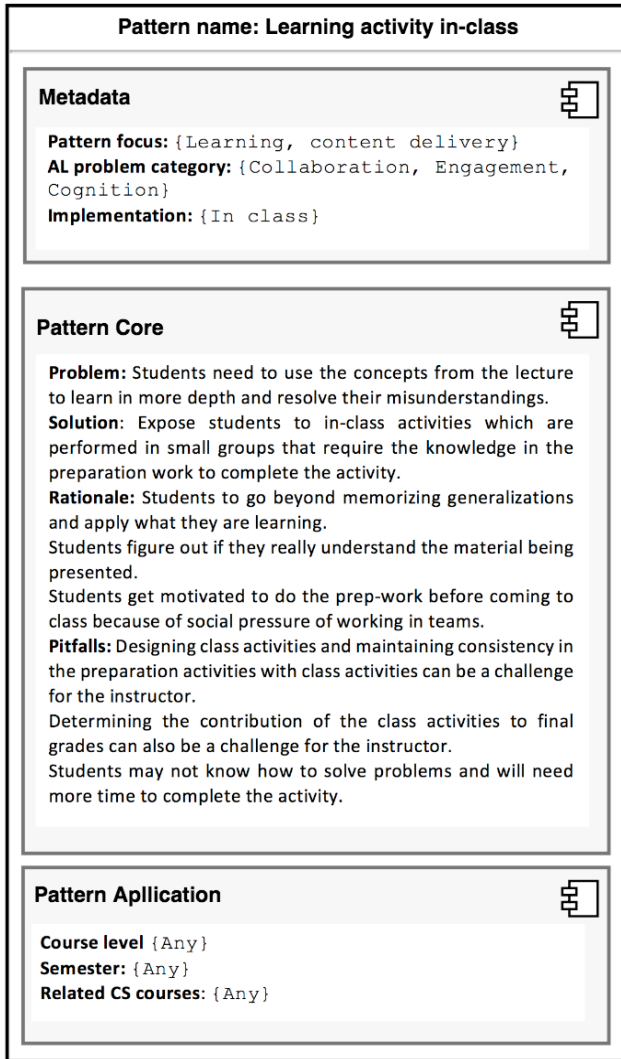 Pattern name: Learning activity in-class
Metadata
Pattern focus: {Learning, content delivery}
AL problem category: {Collaboration, Engagement,
Cognition}
Implementation: {In class}
Pattern Core
Problem: Students need to use the concepts from the lecture
to learn in more depth and resolve their misunderstandings.
Solution: Expose students to in-class activities which are
performed in small groups that require the knowledge in the
preparation work to complete the activity.
Rationale: Students to go beyond memorizing generalizations
and apply what they are learning.
Students figure out if they really understand the material being
presented.
Students get motivated to do the prep-work before coming to
class because of social pressure of working in teams.
Pitfalls: Designing class activities and maintaining consistency in
the preparation activities with class activities can be a challenge
for the instructor.
Determining the contribution of the class activities to final
grades can also be a challenge for the instructor.
Students may not know how to solve problems and will need
more time to complete the activity.
Pattern Apllication
Course level {Any}
Semester: {Any}
Related CS courses: {Any}